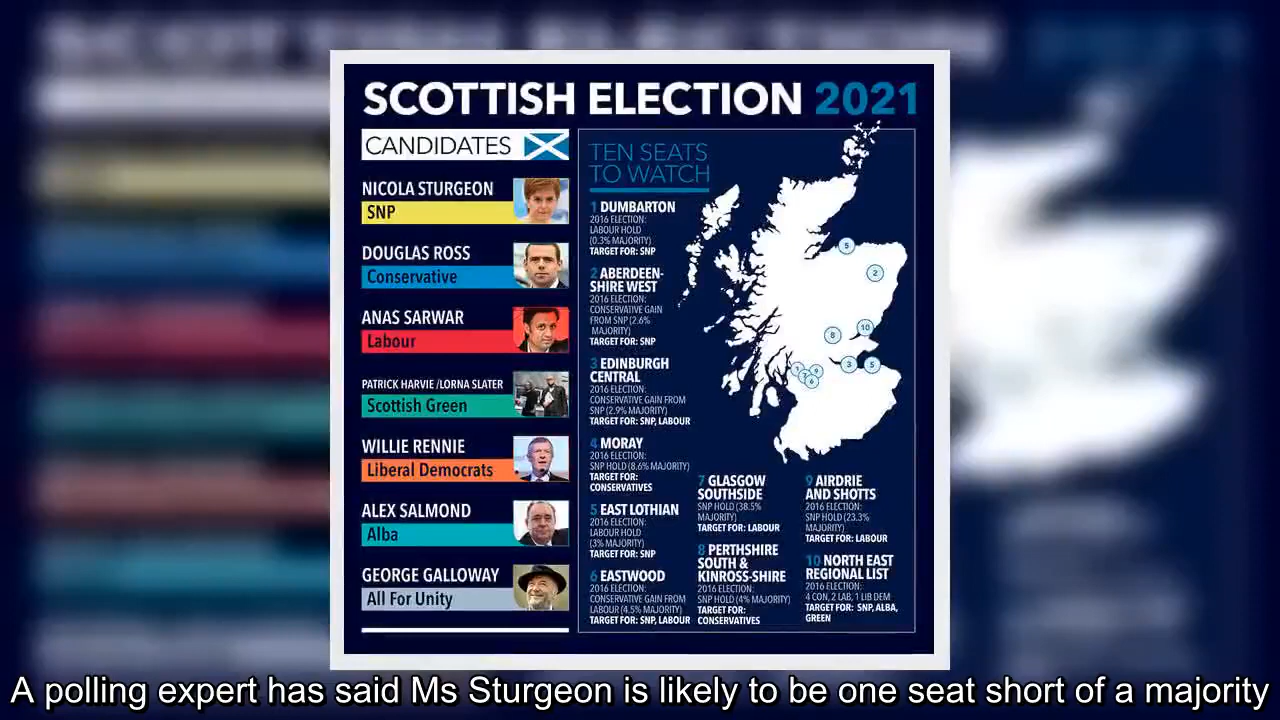 SCOTTISH ELECTION 2021
CANDIDATES
NICOLA STURGEON
SNP
DOUGLAS ROSS
Conservative
ANAS SARWAR
Labour
PATRICK HARVIE /LORNA SLATER
Scottish Green
WILLIE RENNIE
Liberal Democrats
ALEX SALMOND
Alba
GEORGE GALLOWAY
All For Unity
TEN SEATS
TO WATCH
1 DUMBARTON
2016 ELECTION:
LABOUR HOLD
(0.3% MAJORITY)
TARGET FOR: SNP
2 ABERDEEN-
SHIRE WEST
2016 ELECTION:
CONSERVATIVE GAIN
FROM SNP (2.6%
MAJORITY)
TARGET FOR: SNP
3 EDINBURGH
CENTRAL
2016 ELECTION:
CONSERVATIVE GAIN FROM
SNP (2.9% MAJORITY)
TARGET FOR: SNP, LABOUR
4 MORAY
2016 ELECTION:
SNP HOLD (8.6% MAJORITY)
TARGET FOR:
CONSERVATIVES
5 EAST LOTHIAN
2016 ELECTION:
LABOUR HOLD
(3% MAJORITY)
TARGET FOR: SNP
6 EASTWOOD
2016 ELECTION:
CONSERVATIVE GAIN FROM
LABOUR (4.5% MAJORITY)
TARGET FOR: SNP, LABOUR
7 GLASGOW
SOUTHSIDE
SNP HOLD (38.5%
MAJORITY)
TARGET FOR: LABOUR
8 PERTHSHIRE
SOUTH &
KINROSS-SHIRE
2016 ELECTION:
SNP HOLD (4% MAJORITY)
TARGET FOR:
CONSERVATIVES
9 AIRDRIE
AND SHOTTS
2016 ELECTION:
SNP HOLD (23.3%
MAJORITY)
TARGET FOR: LABOUR
10 NORTH EAST
REGIONAL LIST
2016 ELECTION:
4 CON, 2 LAB, 1 LIB DEM
TARGET FOR: SNP, ALBA,
GREEN
5
2
10
8
3
5
1
9
7
6
A polling expert has said Ms Sturgeon is likely to be one seat short of a majority